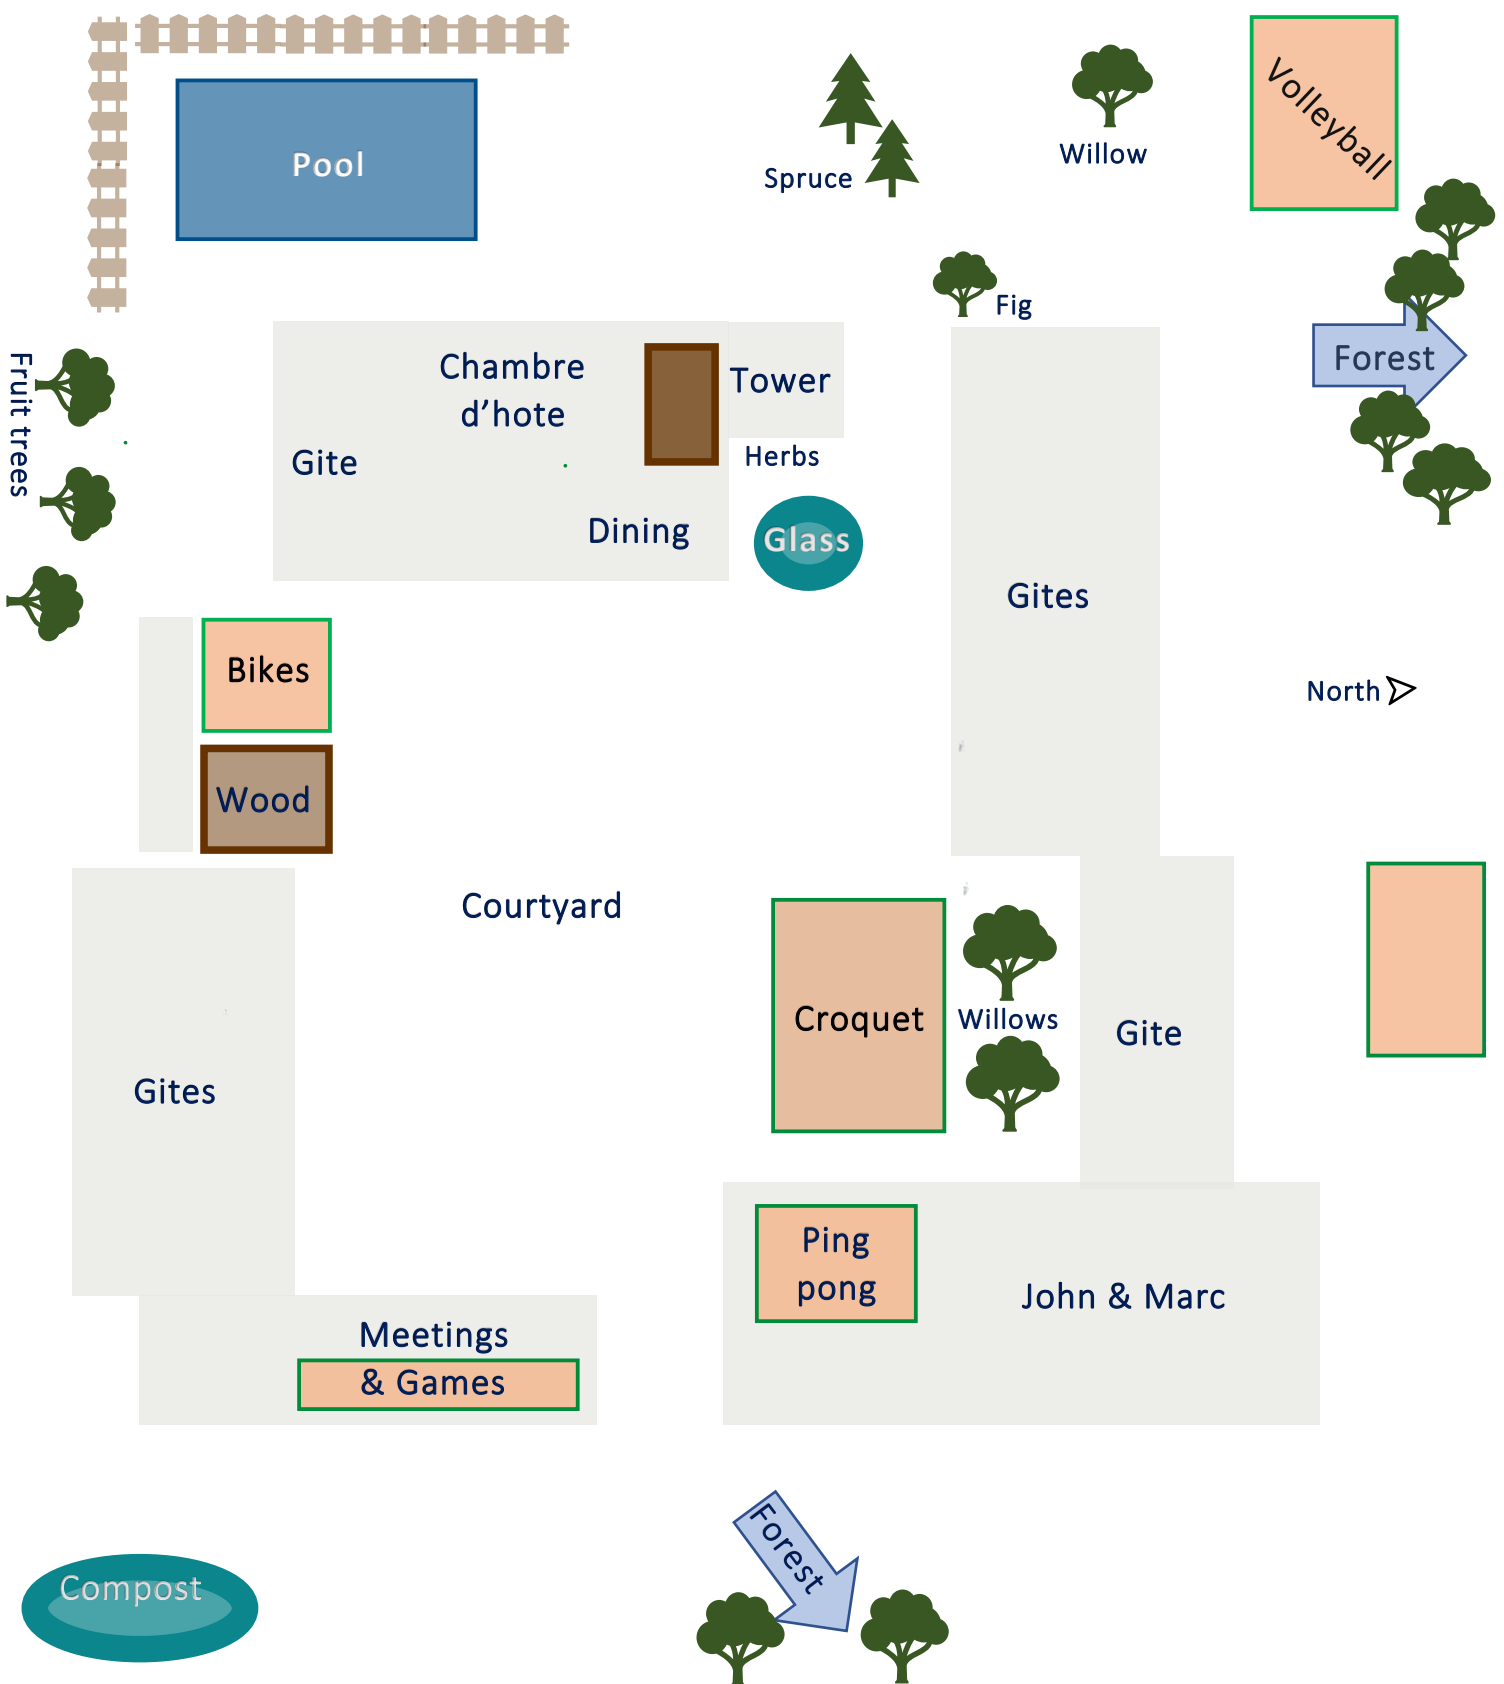 Pool
Spruce
Willow
Volleyball
Fig
Forest
Fruit trees
Chambre
d’hote
Tower
Gite
Herbs
Dining
Glass
Gites
Bikes
North
Wood
Courtyard
Croquet
Willows
Gite
Gites
Ping
pong
John & Marc
Meetings
& Games
Forest
Compost